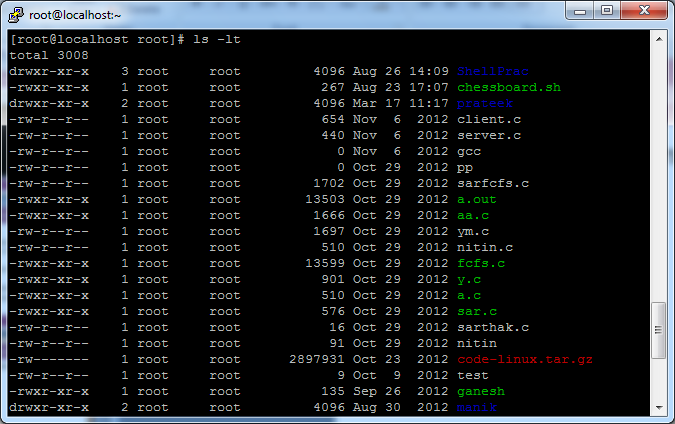 root@localhost:~
[root@localhost root]# ls -lt
total 3008
drwxr-xr-x 3 root root 4096 Aug 26 14:09 ShellPrac
-rwxr-xr-x 1 root root 267 Aug 23 17:07 chessboard.sh
drwxr-xr-x 2 root root 4096 Mar 17 11:17 prateek
-rw-r--r-- 1 root root 654 Nov 6 2012 client.c
-rw-r--r-- 1 root root 440 Nov 6 2012 server.c
-rw-r--r-- 1 root root 0 Nov 6 2012 gcc
-rw-r--r-- 1 root root 0 Oct 29 2012 pp
-rw-r--r-- 1 root root 1702 Oct 29 2012 sarfcfs.c
-rwxr-xr-x 1 root root 13503 Oct 29 2012 a.out
-rwxr-xr-x 1 root root 1666 Oct 29 2012 aa.c
-rw-r--r-- 1 root root 1697 Oct 29 2012 ym.c
-rw-r--r-- 1 root root 510 Oct 29 2012 nitin.c
-rwxr-xr-x 1 root root 13599 Oct 29 2012 fcfs.c
-rwxr-xr-x 1 root root 901 Oct 29 2012 y.c
-rwxr-xr-x 1 root root 510 Oct 29 2012 a.c
-rwxr-xr-x 1 root root 576 Oct 29 2012 sar.c
-rw-r--r-- 1 root root 16 Oct 29 2012 sarthak.c
-rw-r--r-- 1 root root 91 Oct 29 2012 nitin
-rw------- 1 root root 2897931 Oct 23 2012 code-linux.tar.gz
-rw-r--r-- 1 root root 9 Oct 9 2012 test
-rwxr-xr-x 1 root root 135 Sep 26 2012 ganesh
drwxr-xr-x 2 root root 4096 Aug 30 2012 manik